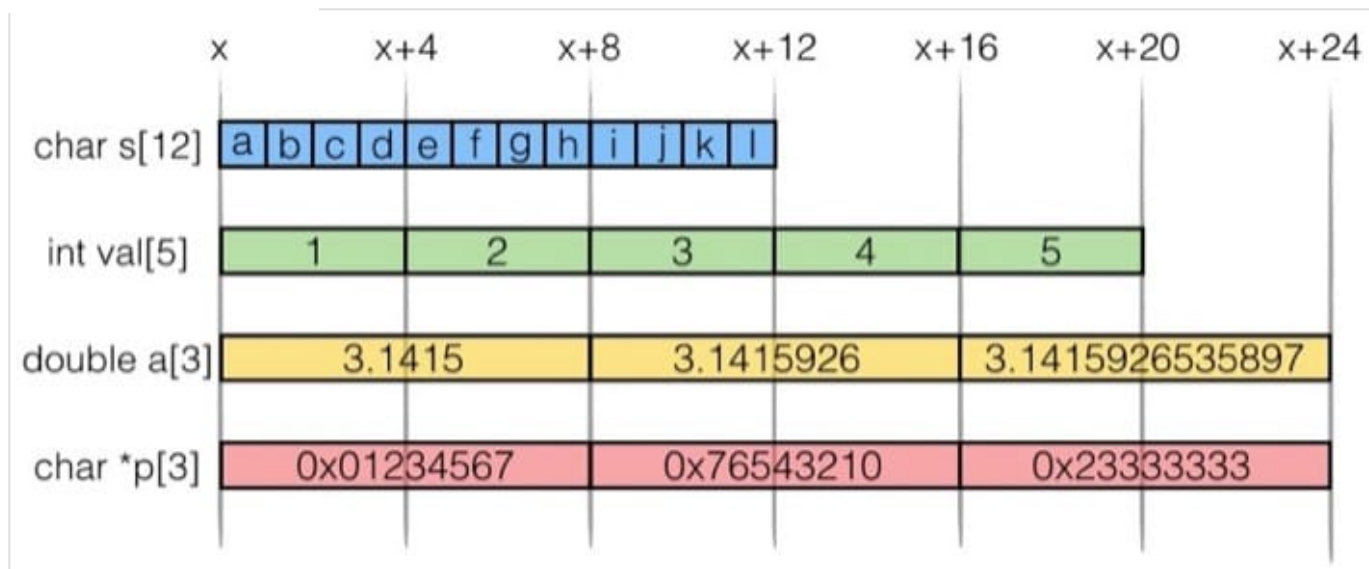 x x+4 x+8 x+12 x+16 x+20 x+24
char s[12] a b c d e f g h i j k l
int val[5] 1 2 3 4 5
double a[3] 3.1415 3.1415926 3.1415926535897
char *p[3] 0x01234567 0x76543210 0x23333333